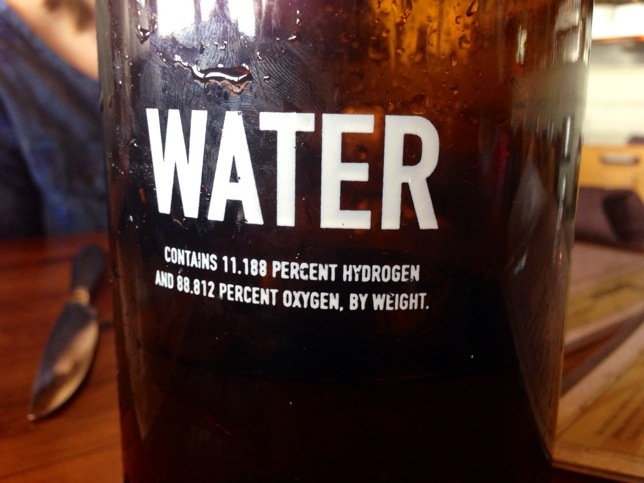 WATER
CONTAINS 11.188 PERCENT HYDROGEN
AND 88.812 PERCENT OXYGEN, BY WEIGHT.